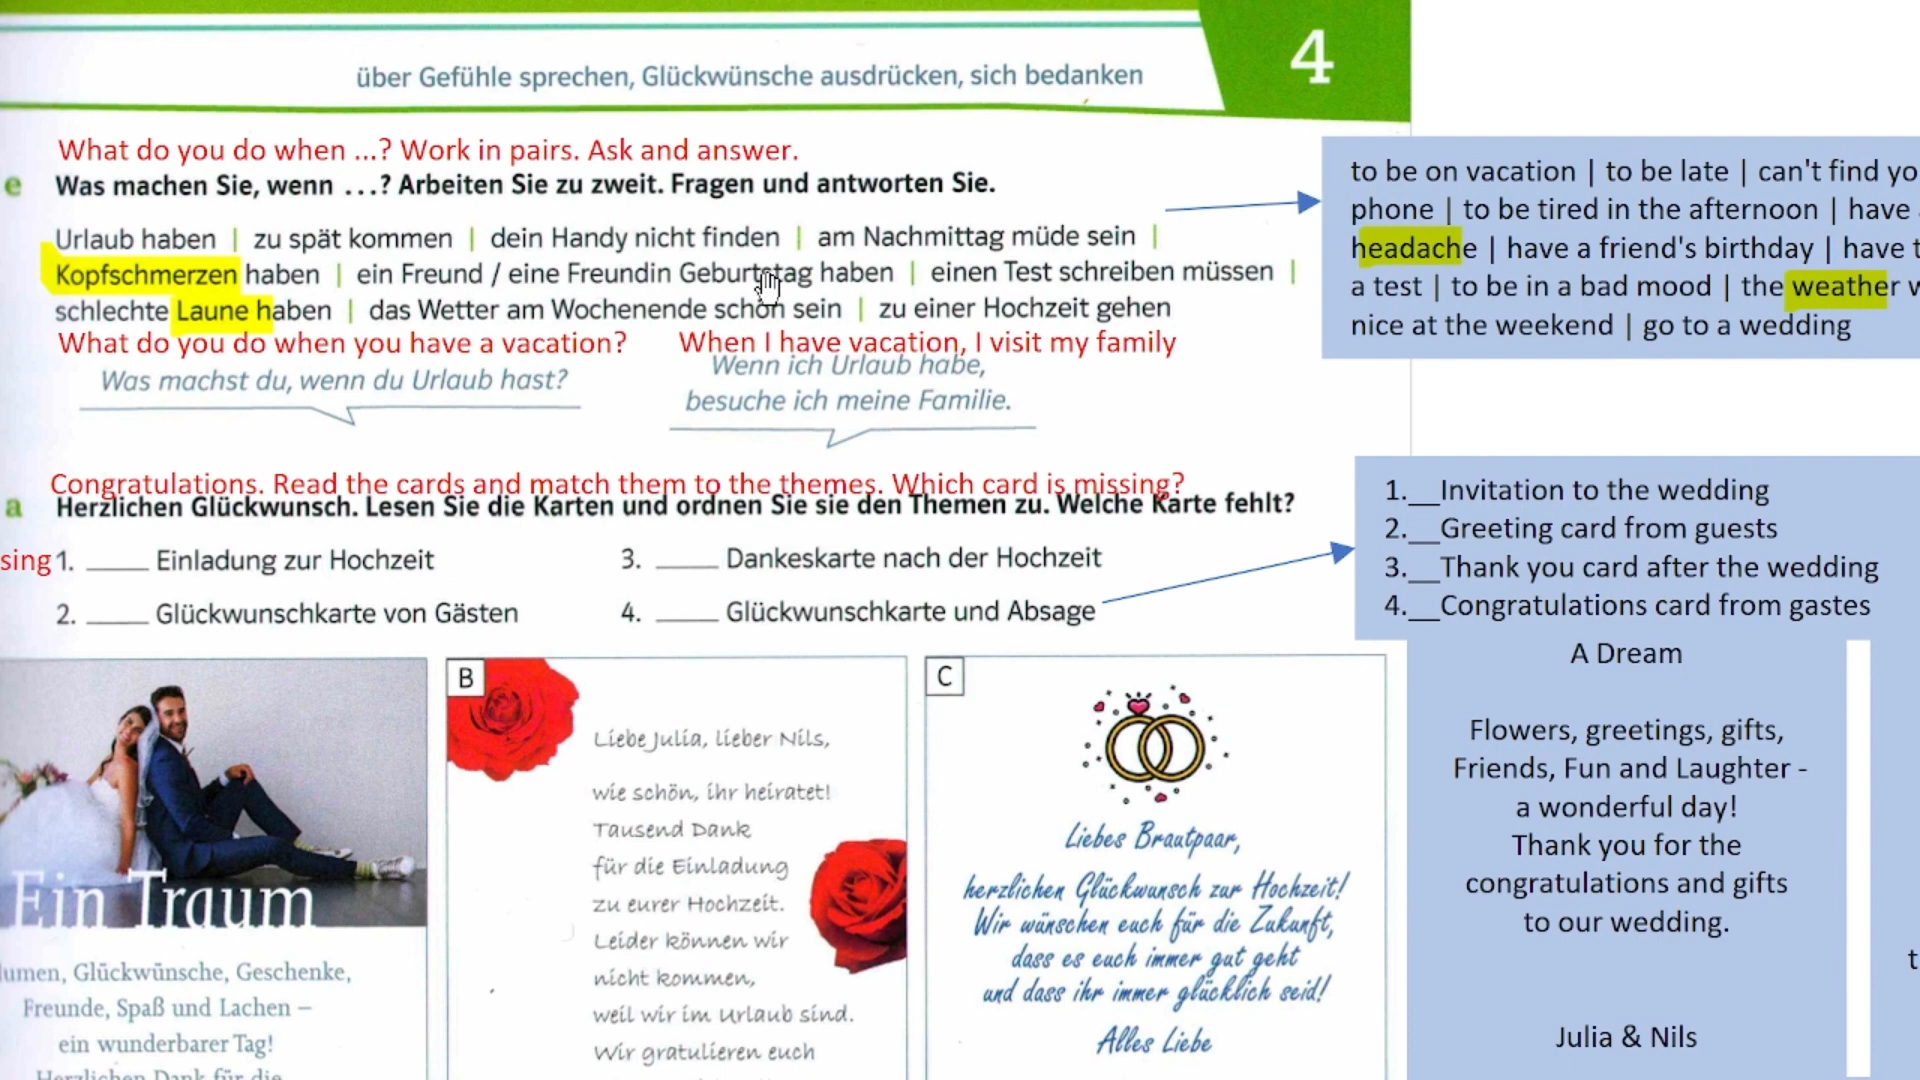 4
über Gefühle sprechen, Glückwünsche ausdrücken, sich bedanken
What do you do when ...? Work in pairs. Ask and answer.
e Was machen Sie, wenn ...? Arbeiten Sie zu zweit. Fragen und antworten Sie.
Urlaub haben | zu spät kommen | dein Handy nicht finden | am Nachmittag müde sein |
Kopfschmerzen haben | ein Freund / eine Freundin Geburtstag haben | einen Test schreiben müssen |
schlechte Laune haben | das Wetter am Wochenende schön sein | zu einer Hochzeit gehen
What do you do when you have a vacation?
Was machst du, wenn du Urlaub hast?
When I have vacation, I visit my family
Wenn ich Urlaub habe,
besuche ich meine Familie.
to be on vacation | to be late | can't find
phone | to be tired in the afternoon | have
headache | have a friend's birthday | have
a test | to be in a bad mood | the weather
nice at the weekend | go to a wedding
Congratulations. Read the cards and match them to the themes. Which card is missing?
a Herzlichen Glückwunsch. Lesen Sie die Karten und ordnen Sie sie den Themen zu. Welche Karte fehlt?
1. ____ Einladung zur Hochzeit
2. ____ Glückwunschkarte von Gästen
3. ____ Dankeskarte nach der Hochzeit
4. ____ Glückwunschkarte und Absage
1.__Invitation to the wedding
2.__Greeting card from guests
3.__Thank you card after the wedding
4.__Congratulations card from gastes
Ein Traum
Glückwünsche, Geschenke,
Freunde, Spaß und Lachen –
ein wunderbarer Tag!
Herzlichen Dank für die
B
Liebe Julia, lieber Nils,
wie schön, ihr heiratet!
Tausend Dank
für die Einladung
zu eurer Hochzeit.
Leider können wir
nicht kommen,
weil wir im Urlaub sind.
Wir gratulieren euch
C
Liebes Brautpaar,
herzlichen Glückwunsch zur Hochzeit!
Wir wünschen euch für die Zukunft,
dass es euch immer gut geht
und dass ihr immer glücklich seid!
Alles Liebe
A Dream
Flowers, greetings, gifts,
Friends, Fun and Laughter -
a wonderful day!
Thank you for the
congratulations and gifts
to our wedding.
Julia & Nils